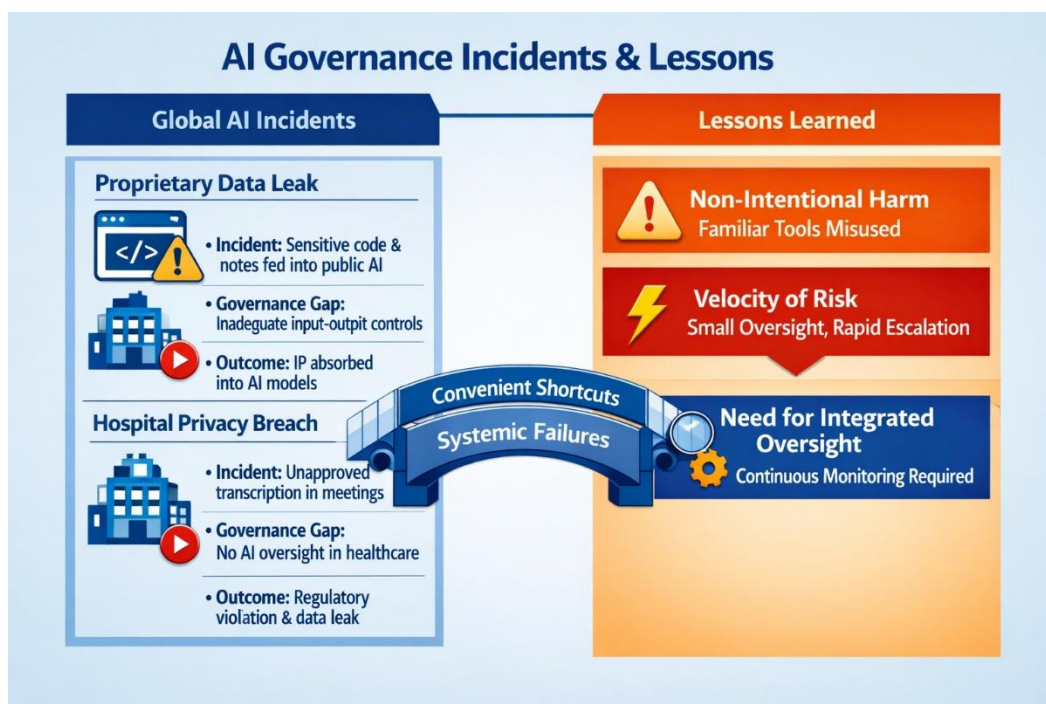 AI Governance Incidents & Lessons
Global AI Incidents
Proprietary Data Leak
</>
• Incident: Sensitive code &
notes fed into public AI
• Governance Gap:
Inadequate input-outpit controls
• Outcome: IP absorbed
into AI models
Hospital Privacy Breach
• Incident: Unapproved
transcription in meetings
• Governance Gap:
No AI oversight in healthcare
• Outcome: Regulatory
violation & data leak
Convenient Shortcuts
Systemic Failures
Lessons Learned
Non-Intentional Harm
Familiar Tools Misused
Velocity of Risk
Small Oversight, Rapid Escalation
Need for Integrated
Oversight
Continuous Monitoring Required